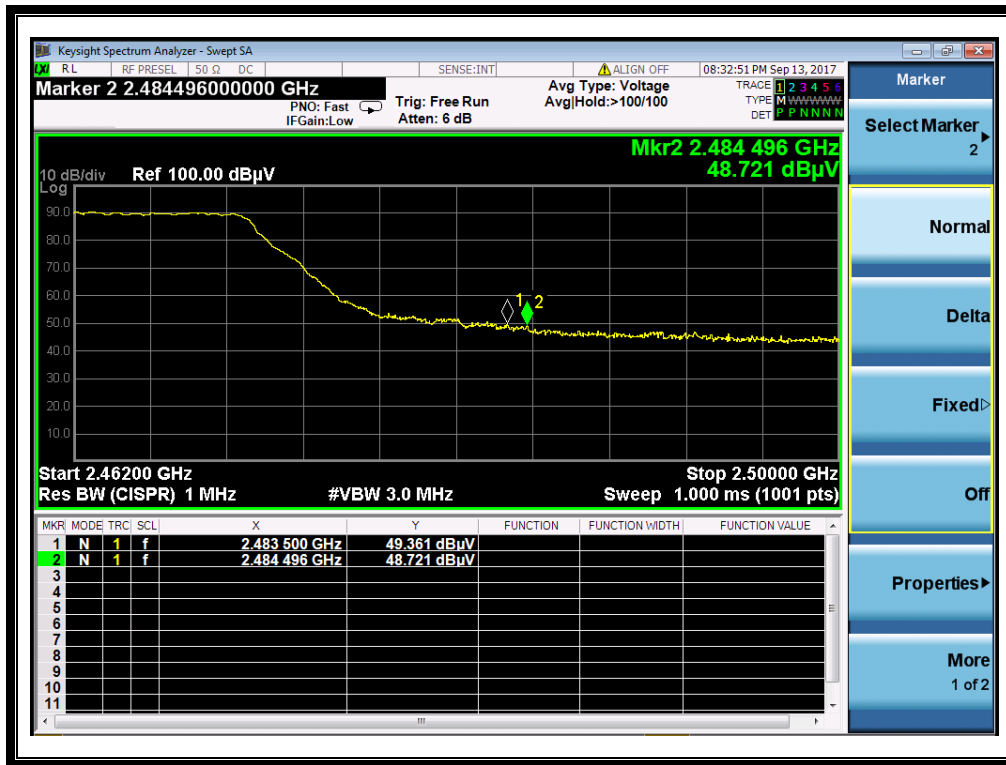 Keysight Spectrum Analyzer - Swept SA
LXI RL RF PRESEL 50 Ω DC SENSE:INT ALIGN OFF 08:32:51 PM Sep 13, 2017
Marker 2 2.484496000000 GHz
PNO: Fast
IFGain:Low
Trig: Free Run
Atten: 6 dB
Avg Type: Voltage
Avg|Hold:>100/100
TRACE 1 2 3 4 5 6
TYPE M WWWWW
DET P P N N N N
Mkr2 2.484 496 GHz
48.721 dBµV
10 dB/div Ref 100.00 dBµV
Log
90.0
80.0
70.0
60.0
50.0
40.0
30.0
20.0
10.0
1 2
Start 2.46200 GHz Stop 2.50000 GHz
Res BW (CISPR) 1 MHz #VBW 3.0 MHz Sweep 1.000 ms (1001 pts)
MKR MODE TRC SCL X Y FUNCTION FUNCTION WIDTH FUNCTION VALUE
1 N 1 f 2.483 500 GHz 49.361 dBµV
2 N 1 f 2.484 496 GHz 48.721 dBµV
3
4
5
6
7
8
9
10
11
Marker
Select Marker
2
Normal
Delta
Fixed
Off
Properties
More
1 of 2